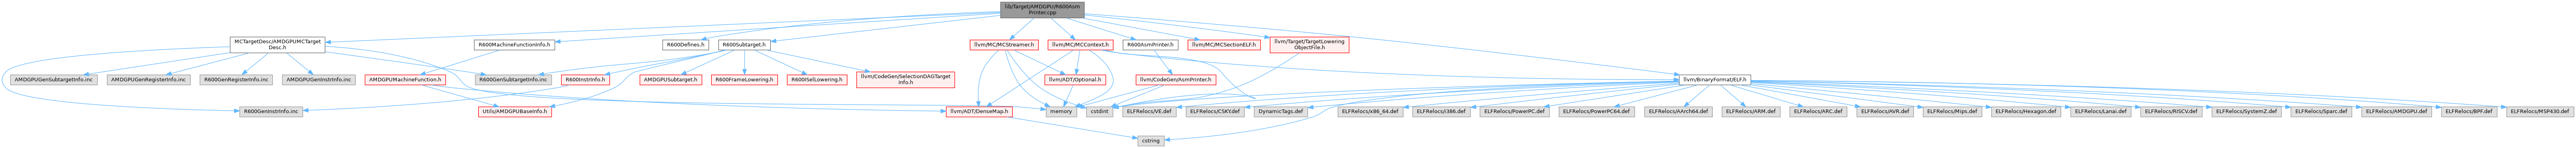 lib/Target/AMDGPU/R600Asm
Printer.cpp
MCTargetDesc/AMDGPUMCTarget
Desc.h
R600MachineFunctionInfo.h
R600Defines.h
R600Subtarget.h
llvm/MC/MCStreamer.h
llvm/MC/MCContext.h
R600AsmPrinter.h
llvm/MC/MCSectionELF.h
llvm/Target/TargetLowering
ObjectFile.h
AMDGPUGenSubtargetInfo.inc
AMDGPUGenRegisterInfo.inc
R600GenRegisterInfo.inc
AMDGPUGenInstrInfo.inc
AMDGPUMachineFunction.h
R600GenSubtargetInfo.inc
R600InstrInfo.h
AMDGPUSubtarget.h
R600FrameLowering.h
R600ISelLowering.h
llvm/CodeGen/SelectionDAGTarget
Info.h
llvm/ADT/Optional.h
llvm/CodeGen/AsmPrinter.h
llvm/BinaryFormat/ELF.h
R600GenInstrInfo.inc
Utils/AMDGPUBaseInfo.h
llvm/ADT/DenseMap.h
memory
cstdint
ELFRelocs/VE.def
ELFRelocs/CSKY.def
DynamicTags.def
ELFRelocs/x86_64.def
ELFRelocs/i386.def
ELFRelocs/PowerPC.def
ELFRelocs/PowerPC64.def
ELFRelocs/AArch64.def
ELFRelocs/ARM.def
ELFRelocs/ARC.def
ELFRelocs/AVR.def
ELFRelocs/Mips.def
ELFRelocs/Hexagon.def
ELFRelocs/Lanai.def
ELFRelocs/RISCV.def
ELFRelocs/SystemZ.def
ELFRelocs/Sparc.def
ELFRelocs/AMDGPU.def
ELFRelocs/BPF.def
ELFRelocs/MSP430.def
cstring